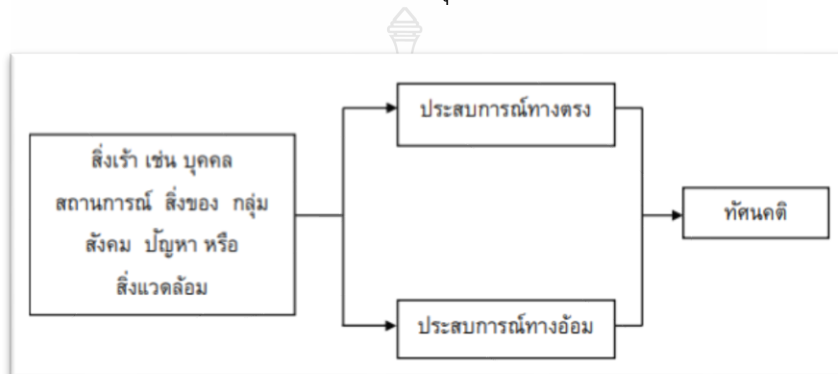 สิ่งเร้า เช่น บุคคล
สถานการณ์ สิ่งของ กลุ่ม
สังคม ปัญหา หรือ
สิ่งแวดล้อม
ประสบการณ์ทางตรง
ประสบการณ์ทางอ้อม
ทัศนคติ